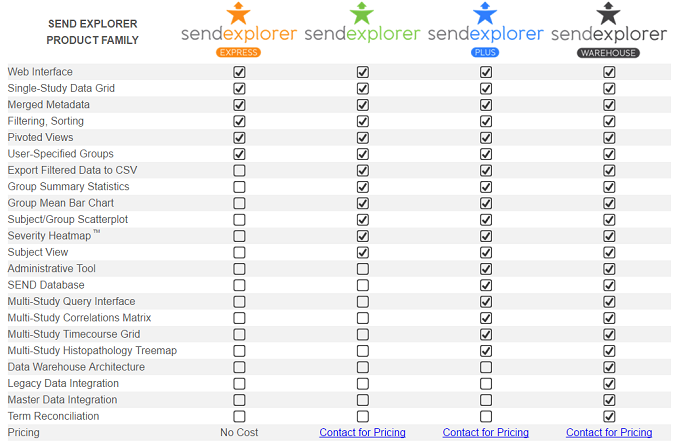 SEND EXPLORER
PRODUCT FAMILY
sendexplorer sendexplorer sendexplorer sendexplorer
EXPRESS PLUS WAREHOUSE
Web Interface
Single-Study Data Grid
Merged Metadata
Filtering, Sorting
Pivoted Views
User-Specified Groups
Export Filtered Data to CSV
Group Summary Statistics
Group Mean Bar Chart
Subject/Group Scatterplot
Severity Heatmap™
Subject View
Administrative Tool
SEND Database
Multi-Study Query Interface
Multi-Study Correlations Matrix
Multi-Study Timecourse Grid
Multi-Study Histopathology Treemap
Data Warehouse Architecture
Legacy Data Integration
Master Data Integration
Term Reconciliation
Pricing No Cost Contact for Pricing Contact for Pricing Contact for Pricing